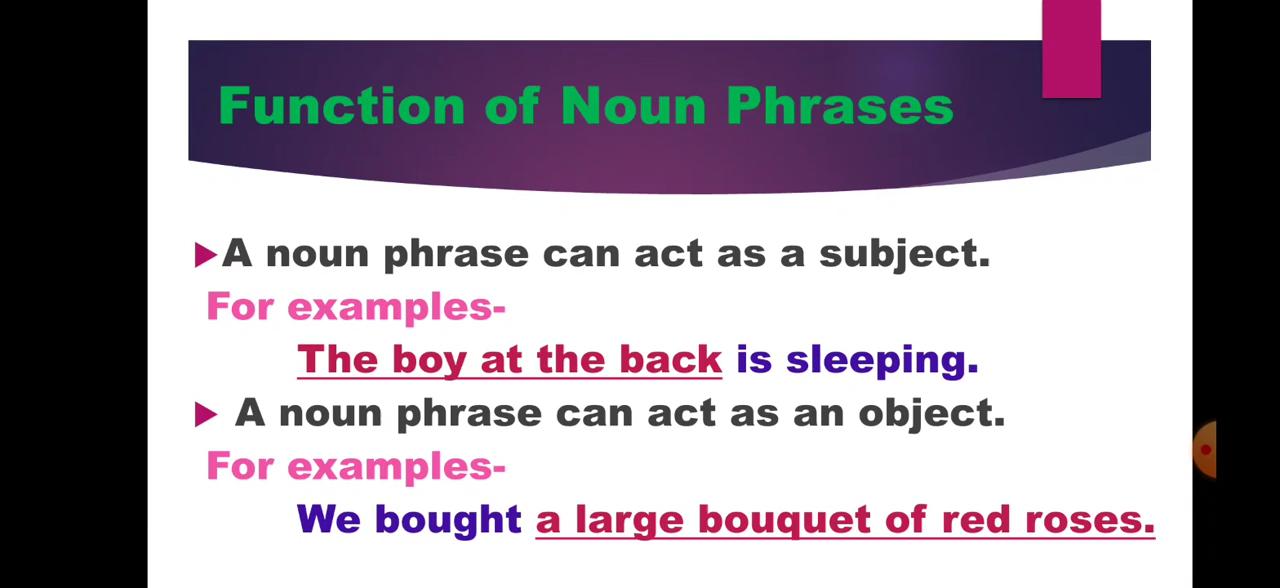 Function of Noun Phrases
A noun phrase can act as a subject.
For examples-
The boy at the back is sleeping.
A noun phrase can act as an object.
For examples-
We bought a large bouquet of red roses.